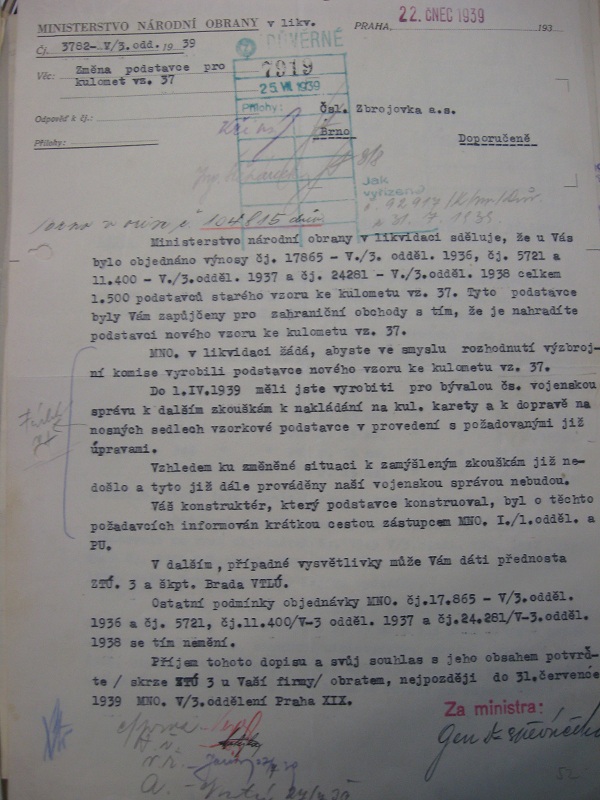 MINISTERSTVO NÁRODNÍ OBRANY v likv.
PRAHA, 22. ČNEC 1939 193
Čj. 3782- V/3.odd. 19 39
DŮVĚRNÉ
7919
25 VII 1939
Přílohy:
Věc: Změna podstavce pro
kulomet vz. 37
Odpověď k čj.:
Přílohy:
Čsl. Zbrojovka a.s.
Brno
Doporučeně
Jak
vyřízeno
104815
Ministerstvo národní obrany v likvidaci sděluje, že u Vás
bylo objednáno výnosy čj. 17865 - V./3. odděl. 1936, čj. 5721 a
11.400 - V./3.odděl. 1937 a čj. 24281 - V./3.odděl. 1938 celkem
1.500 podstavců starého vzoru ke kulometu vz. 37. Tyto podstavce
byly Vám zapůjčeny pro zahraniční obchody s tím, že je nahradíte
podstavci nového vzoru ke kulometu vz. 37.
MNO. v likvidaci žádá, abyste ve smyslu rozhodnutí výzbroj-
ní komise vyrobili podstavce nového vzoru ke kulometu vz. 37.
Do 1.IV.1939 měli jste vyrobiti pro bývalou čs. vojenskou
správu k dalším zkouškám k nakládání na kul. karety a k dopravě na
nosných sedlech vzorkové podstavce v provedení s požadovanými již
úpravami.
Vzhledem ku změněné situaci k zamýšleným zkouškám již ne-
došlo a tyto již dále prováděny naší vojenskou správou nebudou.
Váš konstruktér, který podstavce konstruoval, byl o těchto
požadavcích informován krátkou cestou zástupcem MNO. I./1.odděl. a
PU.
V dalším, případné vysvětlivky může Vám dáti přednosta
ZTÚ. 3 a škpt. Brada VTLÚ.
Ostatní podmínky objednávky MNO. čj.17.865 - V/3.odděl.
1936 a čj. 5721, čj.11.400/V-3 odděl. 1937 a čj.24.281/V-3.odděl.
1938 se tím nemění.
Příjem tohoto dopisu a svůj souhlas s jeho obsahem potvrď-
te / skrze ZTÚ 3 u Vaší firmy/ obratem, nejpozději do 31.července
1939 MNO. V/3.oddělení Praha XIX.
Za ministra: